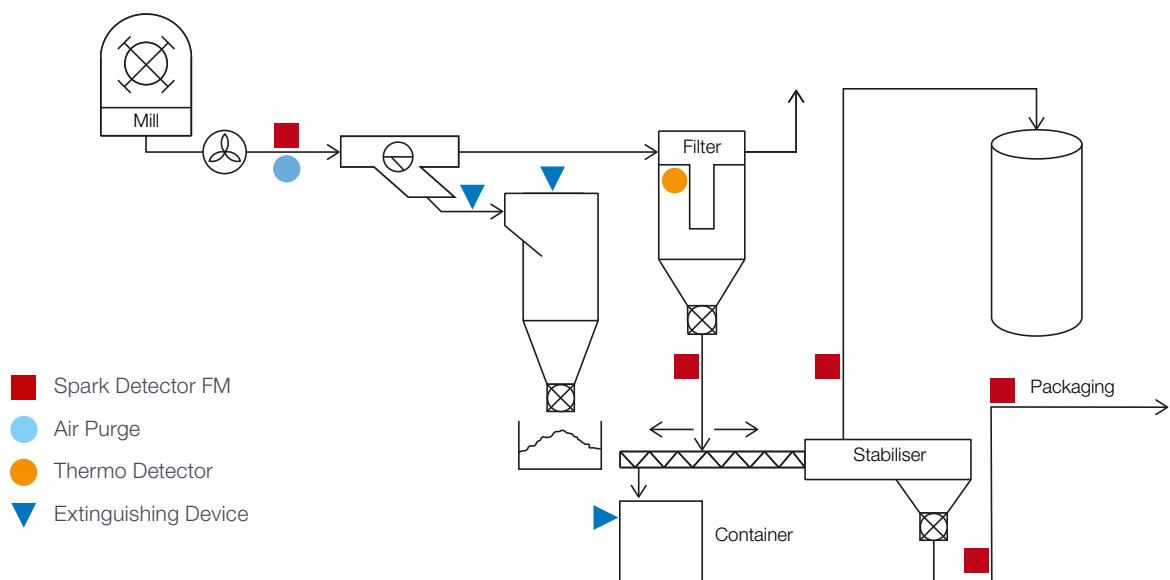 Mill
Filter
Spark Detector FM
Packaging
Air Purge
Thermo Detector
Stabiliser
Extinguishing Device
Container